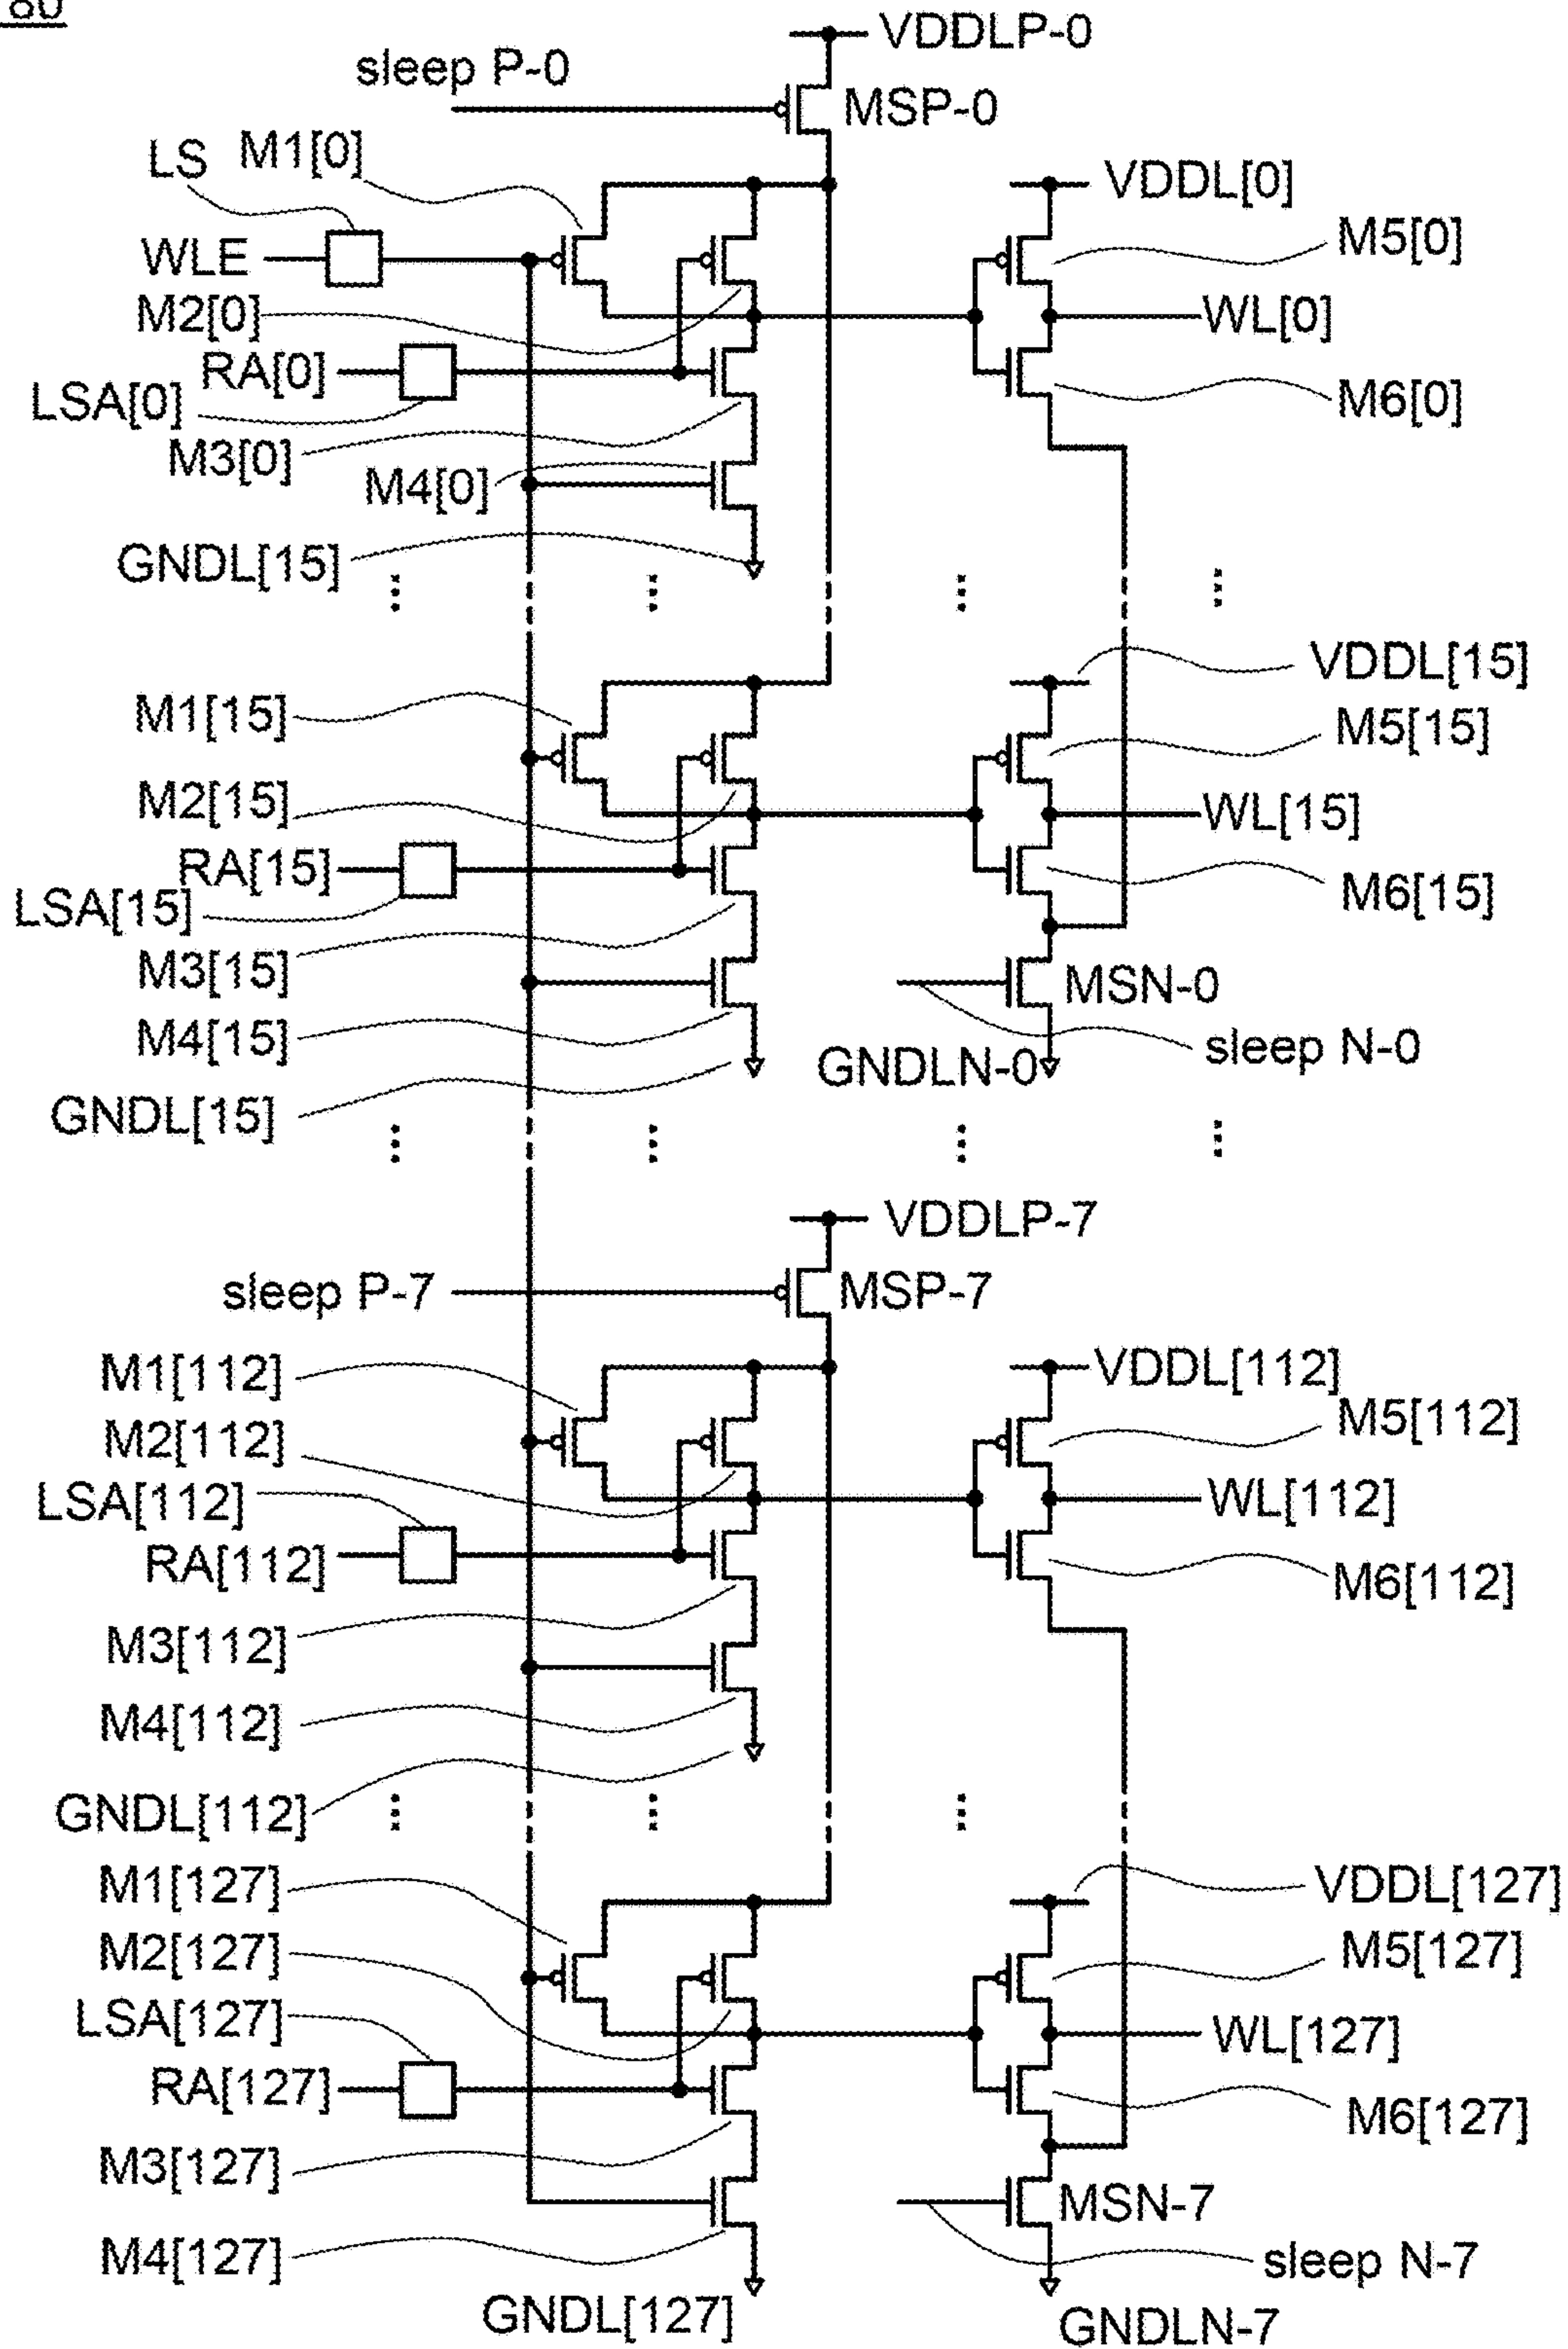 80
VDDLP-0
sleep P-0
MSP-0
M1[0]
LS
VDDL[0]
WLE
M5[0]
M2[0]
WL[0]
RA[0]
LSA[0]
M6[0]
M3[0]
M4[0]
GNDL[15]
VDDL[15]
M1[15]
M5[15]
M2[15]
WL[15]
RA[15]
M6[15]
LSA[15]
M3[15]
MSN-0
M4[15]
sleep N-0
GNDLN-0
GNDL[15]
VDDLP-7
sleep P-7
MSP-7
M1[112]
VDDL[112]
M5[112]
M2[112]
LSA[112]
WL[112]
RA[112]
M6[112]
M3[112]
M4[112]
GNDL[112]
M1[127]
VDDL[127]
M2[127]
M5[127]
LSA[127]
WL[127]
RA[127]
M6[127]
M3[127]
MSN-7
M4[127]
sleep N-7
GNDL[127]
GNDLN-7